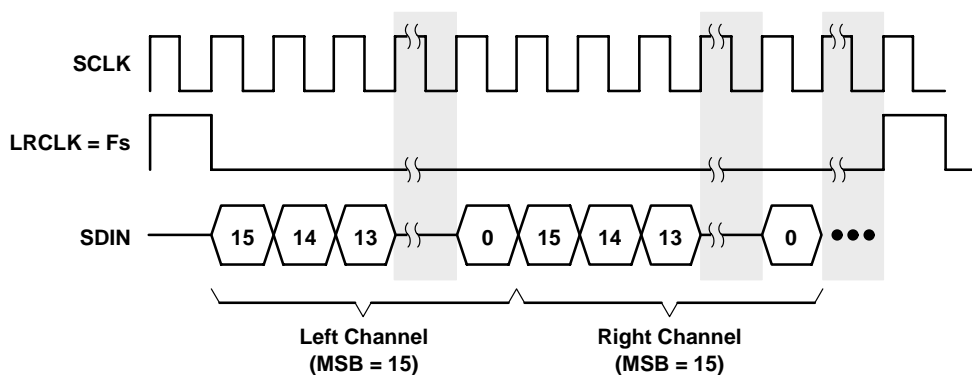 SCLK
LRCLK = Fs
SDIN
15 14 13 0 15 14 13 0
Left Channel
(MSB = 15)
Right Channel
(MSB = 15)